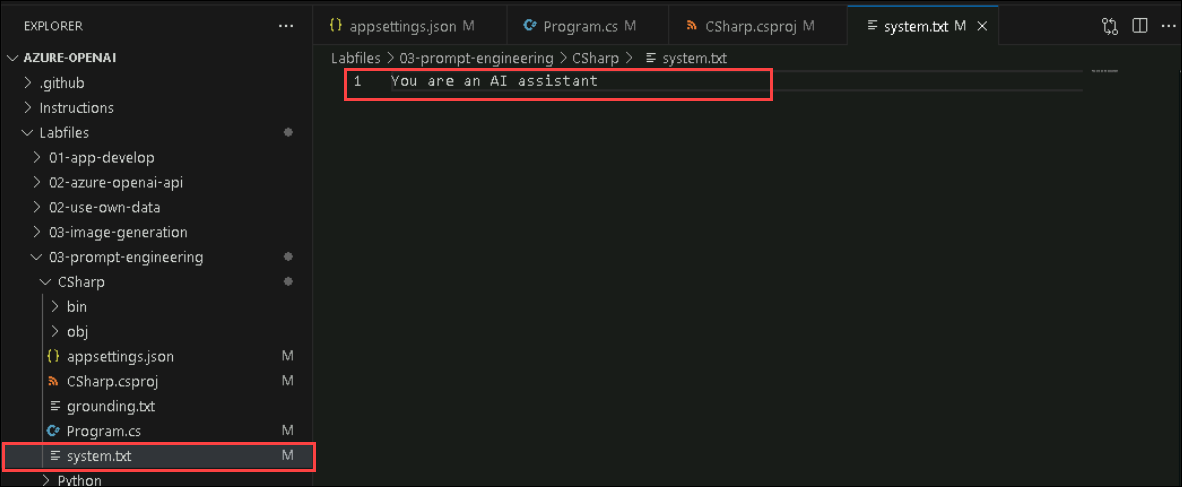 EXPLORER
AZURE-OPENAI
.github
Instructions
Labfiles
01-app-develop
02-azure-openai-api
02-use-own-data
03-image-generation
03-prompt-engineering
CSharp
bin
obj
{} appsettings.json M
CSharp.csproj M
grounding.txt
Program.cs M
system.txt M
Python
{} appsettings.json M
C# Program.cs M
CSharp.csproj M
system.txt M
Labfiles > 03-prompt-engineering > CSharp > system.txt
1 You are an AI assistant